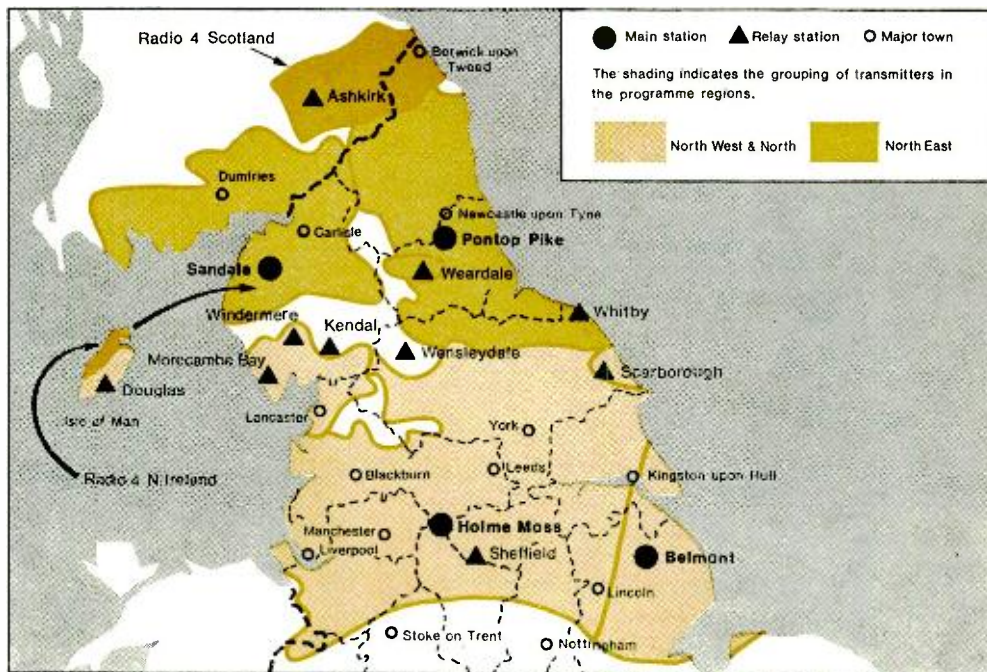 Radio 4 Scotland
Berwick upon
Tweed
Ashkirk
Main station
Relay station
Major town
The shading indicates the grouping of transmitters in
the programme regions.
North West & North
North East
Dumfries
Carlisle
Newcastle upon Tyne
Pontop Pike
Sandale
Weardale
Windermere
Kendal
Whitby
Morecambe Bay
Wensleydale
Scarborough
Douglas
Isle of Man
Lancaster
York
Radio 4 N.Ireland
Blackburn
Leeds
Kingston upon Hull
Manchester
Holme Moss
Liverpool
Sheffield
Belmont
Lincoln
Stoke on Trent
Nottingham